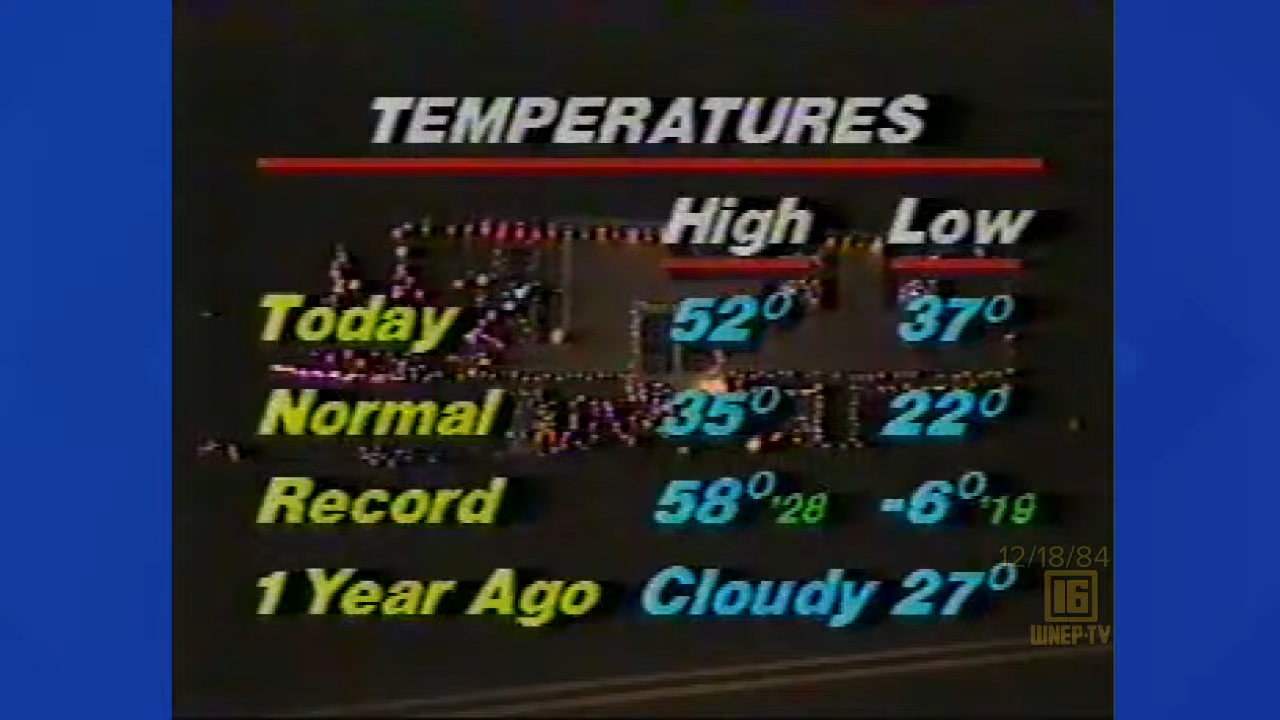 TEMPERATURES
High Low
Today 52° 37°
Normal 35° 22°
Record 58° '28 -6° '19
12/18/84
1 Year Ago Cloudy 27°
16
WNEP-TV